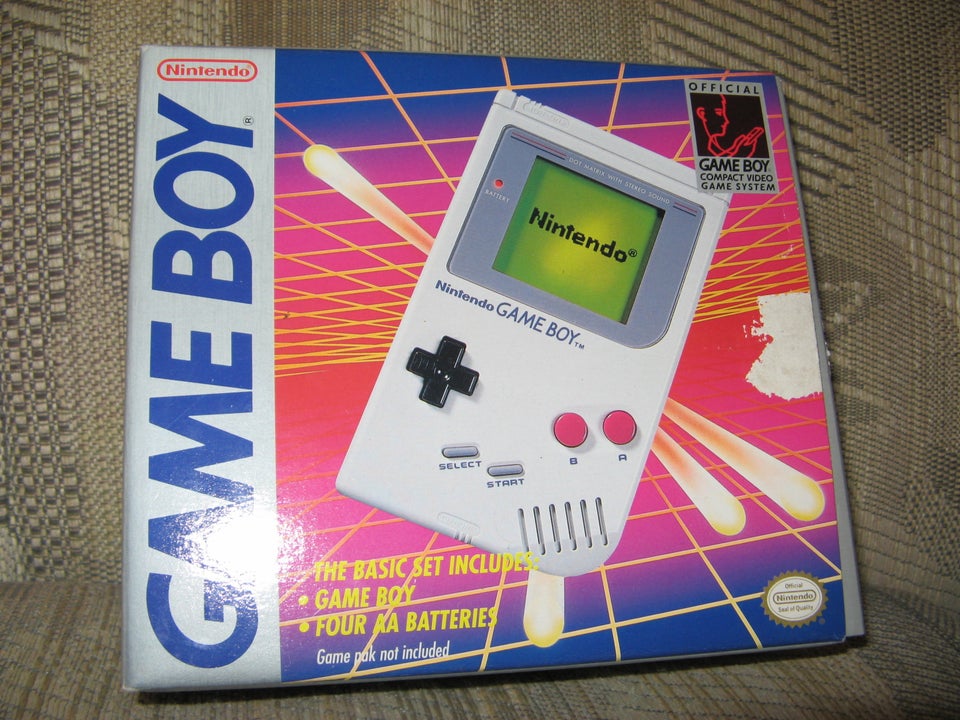 Nintendo
GAME BOY®
OFFICIAL
GAME BOY
COMPACT VIDEO
GAME SYSTEM
DOT MATRIX WITH STEREO SOUND
BATTERY
Nintendo®
Nintendo GAME BOY™
SELECT
START
B
A
THE BASIC SET INCLUDES:
• GAME BOY
• FOUR AA BATTERIES
Game pak not included
Official
Nintendo
Seal of Quality